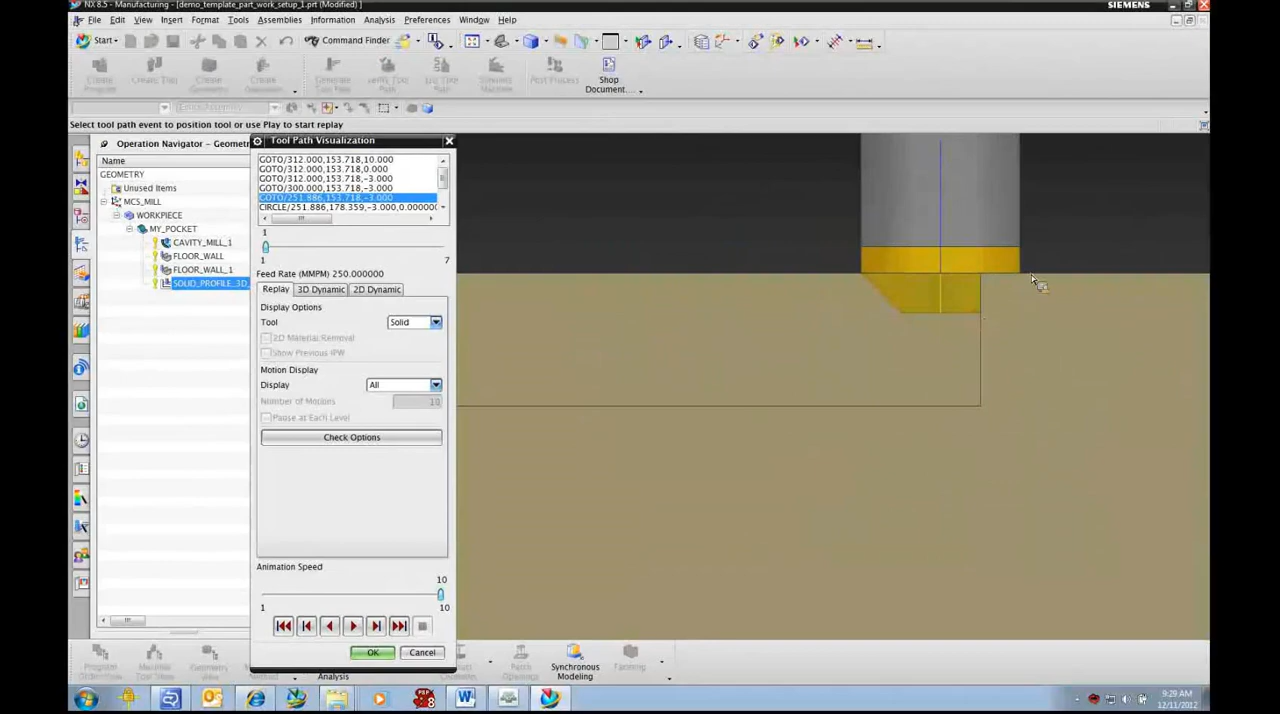 NX 8.5 - Manufacturing - [demo_template_part_work_setup_1.prt (Modified) ]
SIEMENS
File Edit View Insert Format Tools Assemblies Information Analysis Preferences Window Help
Start Command Finder
Shop
Document...
Select tool path event to position tool or use Play to start replay
Operation Navigator - Geometr
Name
GEOMETRY
Unused Items
MCS_MILL
WORKPIECE
MY_POCKET
CAVITY_MILL_1
FLOOR_WALL
FLOOR_WALL_1
SOLID_PROFILE_3D_
Tool Path Visualization
GOTO/312.000,153.718,10.000
GOTO/312.000,153.718,0.000
GOTO/312.000,153.718,-3.000
GOTO/300.000,153.718,-3.000
GOTO/251.886,153.718,-3.000
CIRCLE/251.886,178.359,-3.000,0.000000
1
1 7
Feed Rate (MMPM) 250.000000
Replay 3D Dynamic 2D Dynamic
Display Options
Tool Solid
2D Material Removal
Show Previous IPW
Motion Display
Display All
Number of Motions 10
Pause at Each Level
Check Options
Animation Speed
10
1 10
OK Cancel
Analysis
Synchronous
Modeling
9:29 AM
12/11/2012